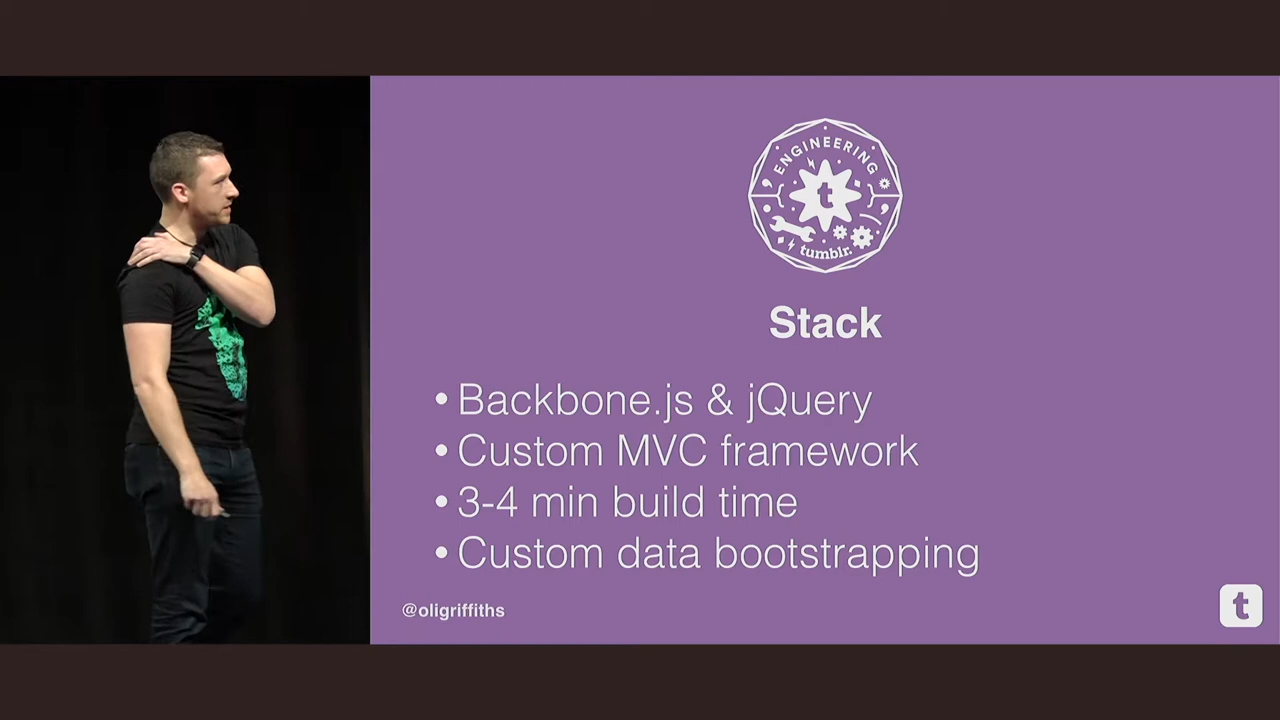 ENGINEERING
t
tumblr.
Stack
• Backbone.js & jQuery
• Custom MVC framework
• 3-4 min build time
• Custom data bootstrapping
@oligriffiths
t